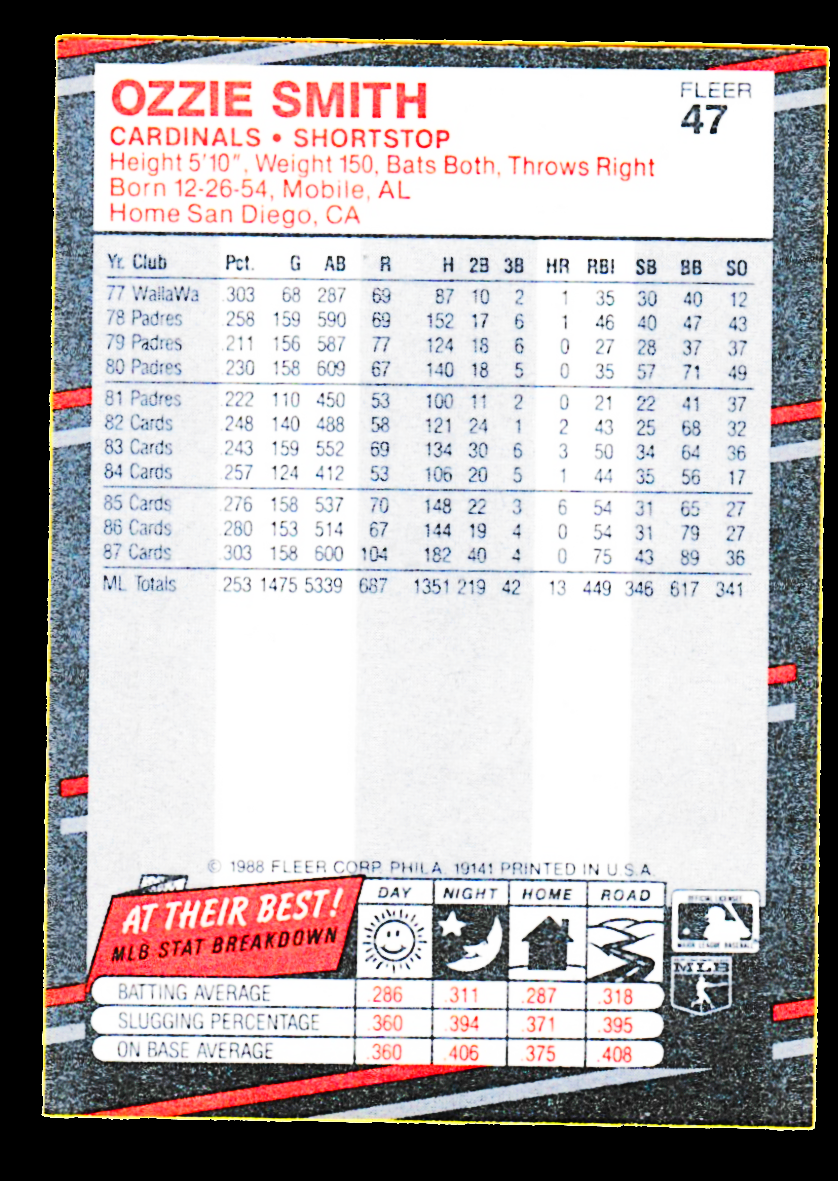 OZZIE SMITH
FLEER
47
CARDINALS • SHORTSTOP
Height 5'10", Weight 150, Bats Both, Throws Right
Born 12-26-54, Mobile, AL
Home San Diego, CA
Yr. Club Pct. G AB R H 2B 3B HR RBI SB BB SO
77 WallaWa .303 68 287 69 87 10 2 1 35 30 40 12
78 Padres .258 159 590 69 152 17 6 1 46 40 47 43
79 Padres .211 156 587 77 124 18 6 0 27 28 37 37
80 Padres .230 158 609 67 140 18 5 0 35 57 71 49
81 Padres .222 110 450 53 100 11 2 0 21 22 41 37
82 Cards .248 140 488 58 121 24 1 2 43 25 68 32
83 Cards .243 159 552 69 134 30 6 3 50 34 64 36
84 Cards .257 124 412 53 106 20 5 1 44 35 56 17
85 Cards .276 158 537 70 148 22 3 6 54 31 65 27
86 Cards .280 153 514 67 144 19 4 0 54 31 79 27
87 Cards .303 158 600 104 182 40 4 0 75 43 89 36
ML Totals .253 1475 5339 687 1351 219 42 13 449 346 617 341
© 1988 FLEER CORP. PHILA. 19141 PRINTED IN U.S.A.
AT THEIR BEST!
MLB STAT BREAKDOWN
DAY NIGHT HOME ROAD
BATTING AVERAGE .286 .311 .287 .318
SLUGGING PERCENTAGE .360 .394 .371 .395
ON BASE AVERAGE .360 .406 .375 .408
MAJOR LEAGUE BASEBALL
MLB